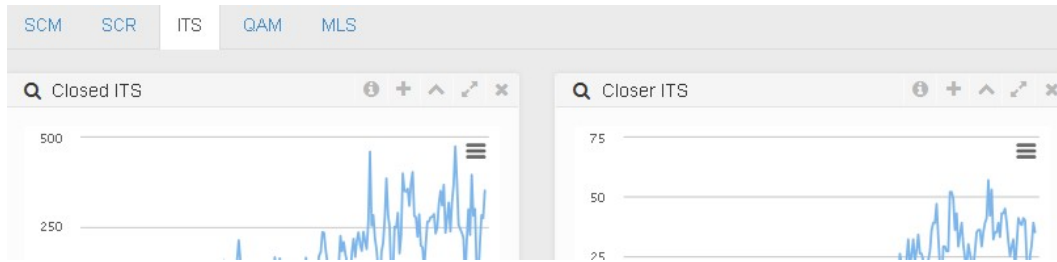 SCM SCR ITS QAM MLS
Closed ITS
500
250
Closer ITS
75
50
25